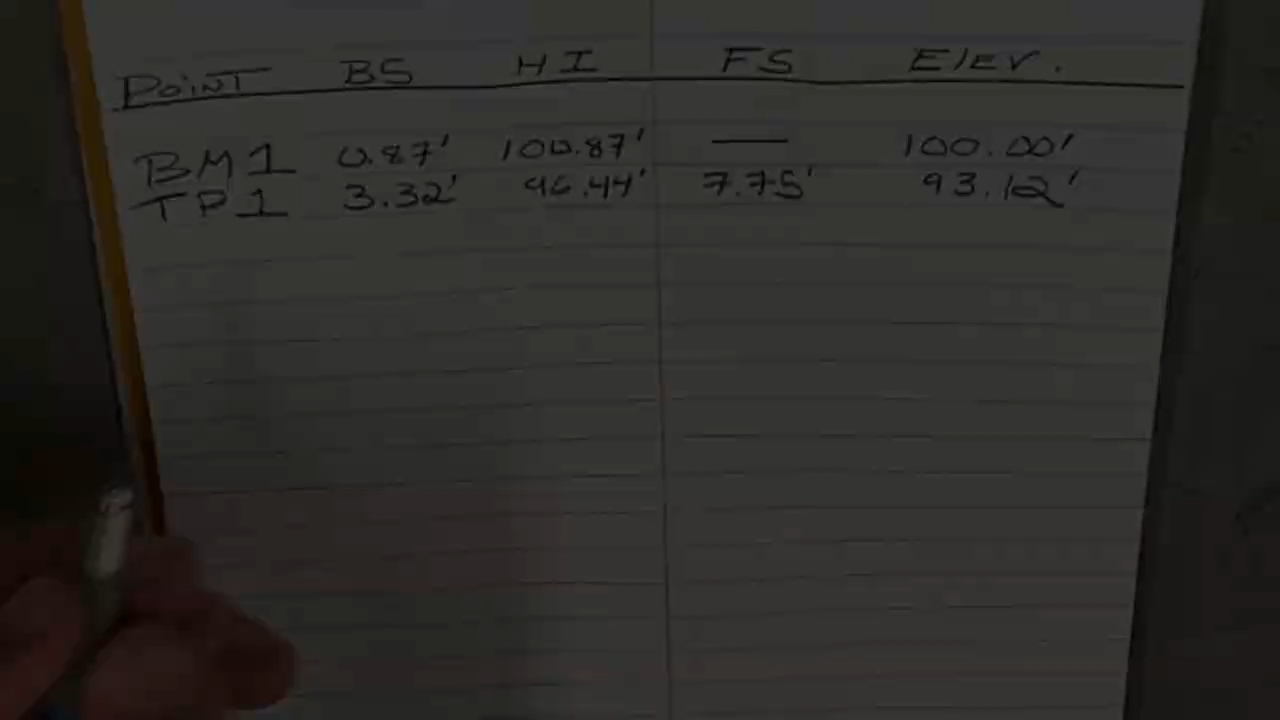 Point BS HI FS Elev.
BM1 0.87' 100.87' — 100.00'
TP1 3.32' 96.44' 7.75' 93.12'